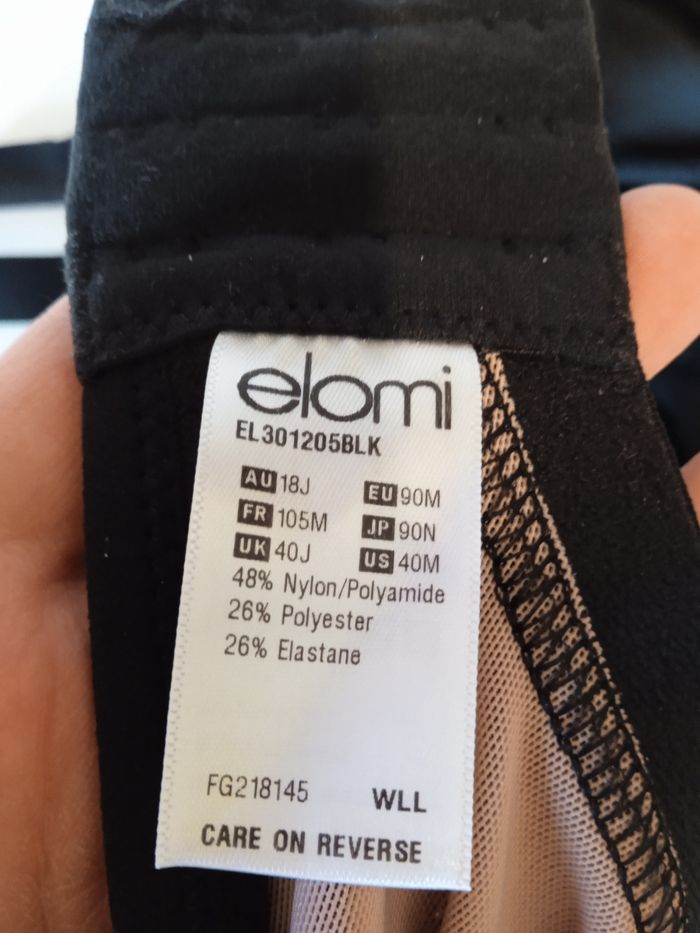 elomi
EL301205BLK
AU 18J EU 90M
FR 105M JP 90N
UK 40J US 40M
48% Nylon/Polyamide
26% Polyester
26% Elastane
FG218145 WLL
CARE ON REVERSE